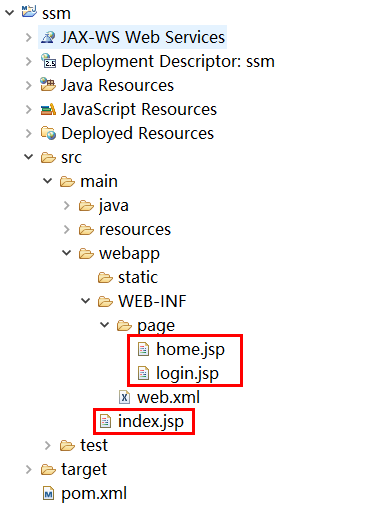 ssm
JAX-WS Web Services
Deployment Descriptor: ssm
Java Resources
JavaScript Resources
Deployed Resources
src
main
java
resources
webapp
static
WEB-INF
page
home.jsp
login.jsp
web.xml
index.jsp
test
target
pom.xml